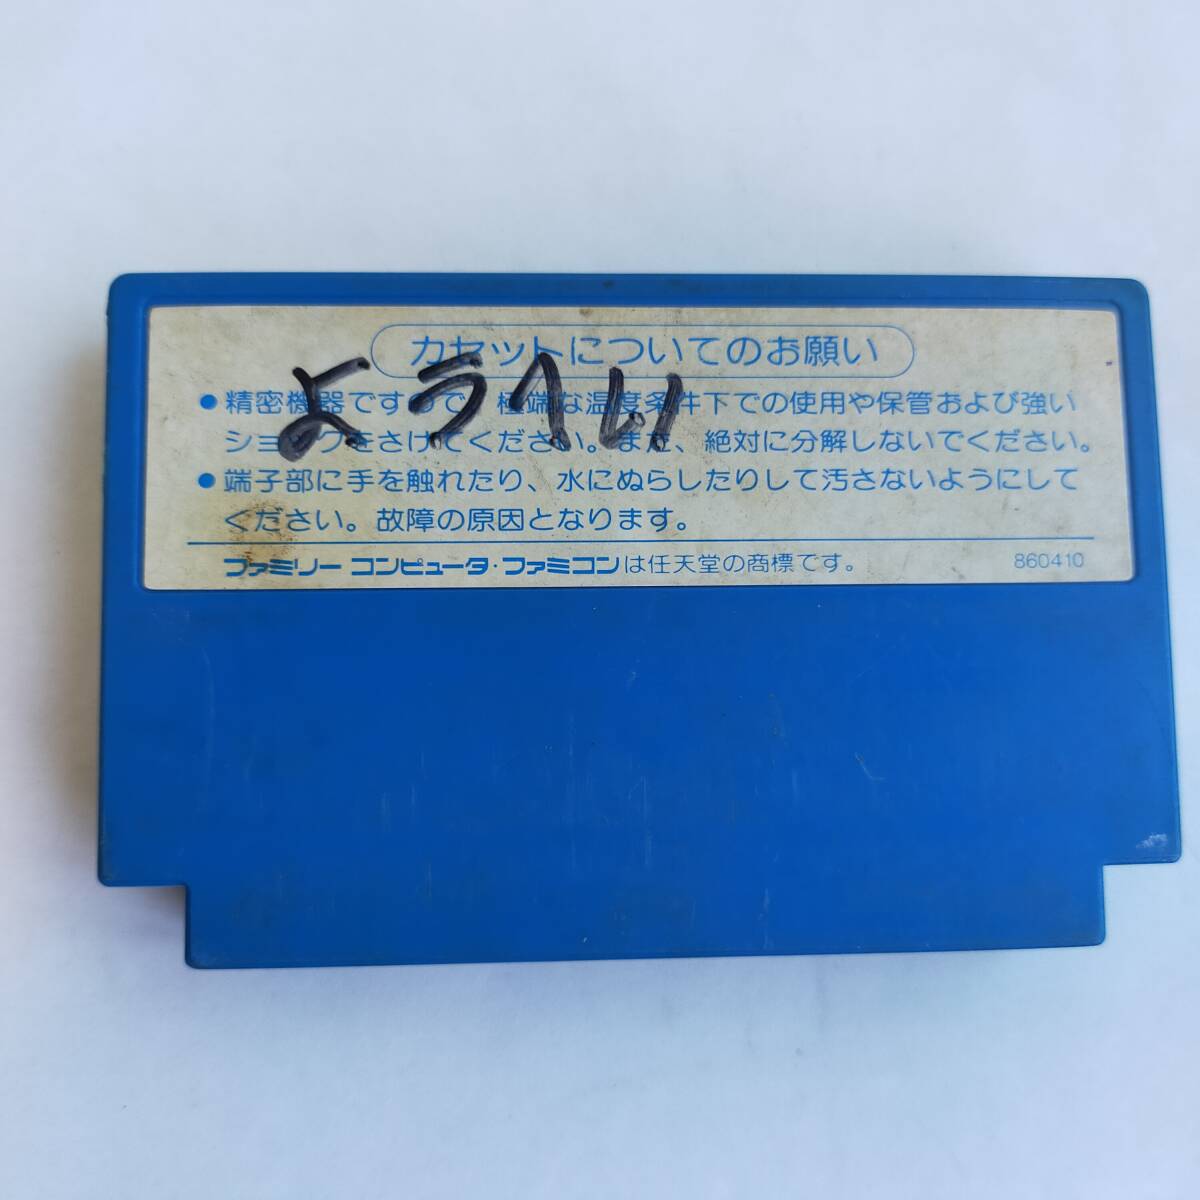 カセットについてのお願い
●精密機器ですので、極端な温度条件下での使用や保管および強い
ショックをさけてください。また、絶対に分解しないでください。
●端子部に手を触れたり、水にぬらしたりして汚さないようにして
ください。故障の原因となります。
ファミリー コンピュータ・ファミコンは任天堂の商標です。 860410